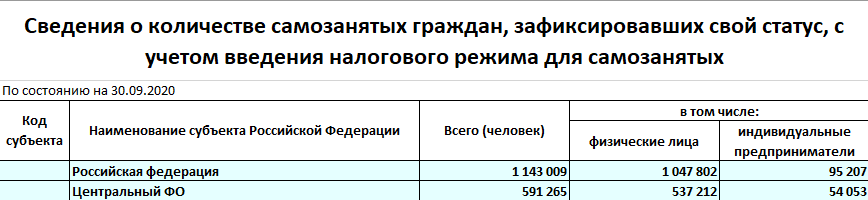 Сведения о количестве самозанятых граждан, зафиксировавших свой статус, с
учетом введения налогового режима для самозанятых
По состоянию на 30.09.2020
Код
субъекта
Наименование субъекта Российской Федерации
Всего (человек)
в том числе:
физические лица
индивидуальные
предприниматели
Российская федерация 1 143 009 1 047 802 95 207
Центральный ФО 591 265 537 212 54 053